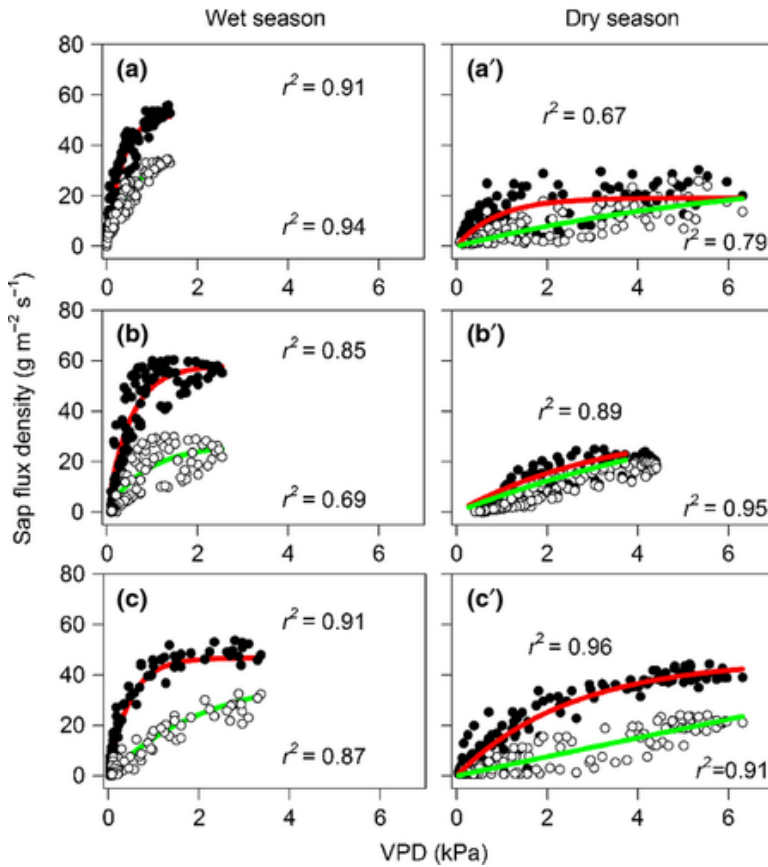 Wet season Dry season
80 (a) r² = 0.91 (a′)
60 r² = 0.67
40
20 r² = 0.94 r² = 0.79
0
0 2 4 6 0 2 4 6
80 (b) r² = 0.85 (b′)
60 r² = 0.89
40
20 r² = 0.69 r² = 0.95
0
0 2 4 6 0 2 4 6
80 (c) r² = 0.91 (c′)
60 r² = 0.96
40
20 r² = 0.87 r²=0.91
0
0 2 4 6 0 2 4 6
Sap flux density (g m⁻² s⁻¹)
VPD (kPa)